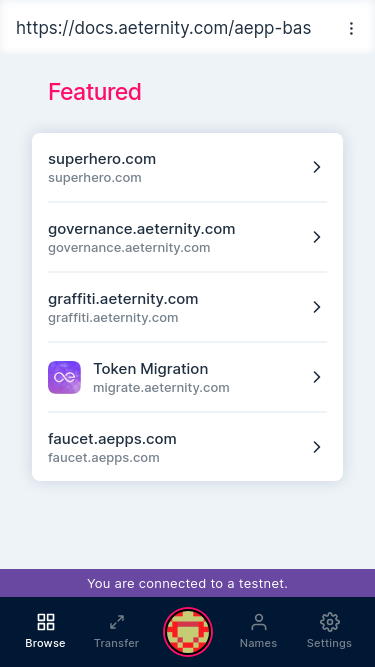 https://docs.aeternity.com/aepp-bas
Featured
superhero.com
superhero.com
governance.aeternity.com
governance.aeternity.com
graffiti.aeternity.com
graffiti.aeternity.com
Token Migration
migrate.aeternity.com
faucet.aepps.com
faucet.aepps.com
You are connected to a testnet.
Browse
Transfer
Names
Settings